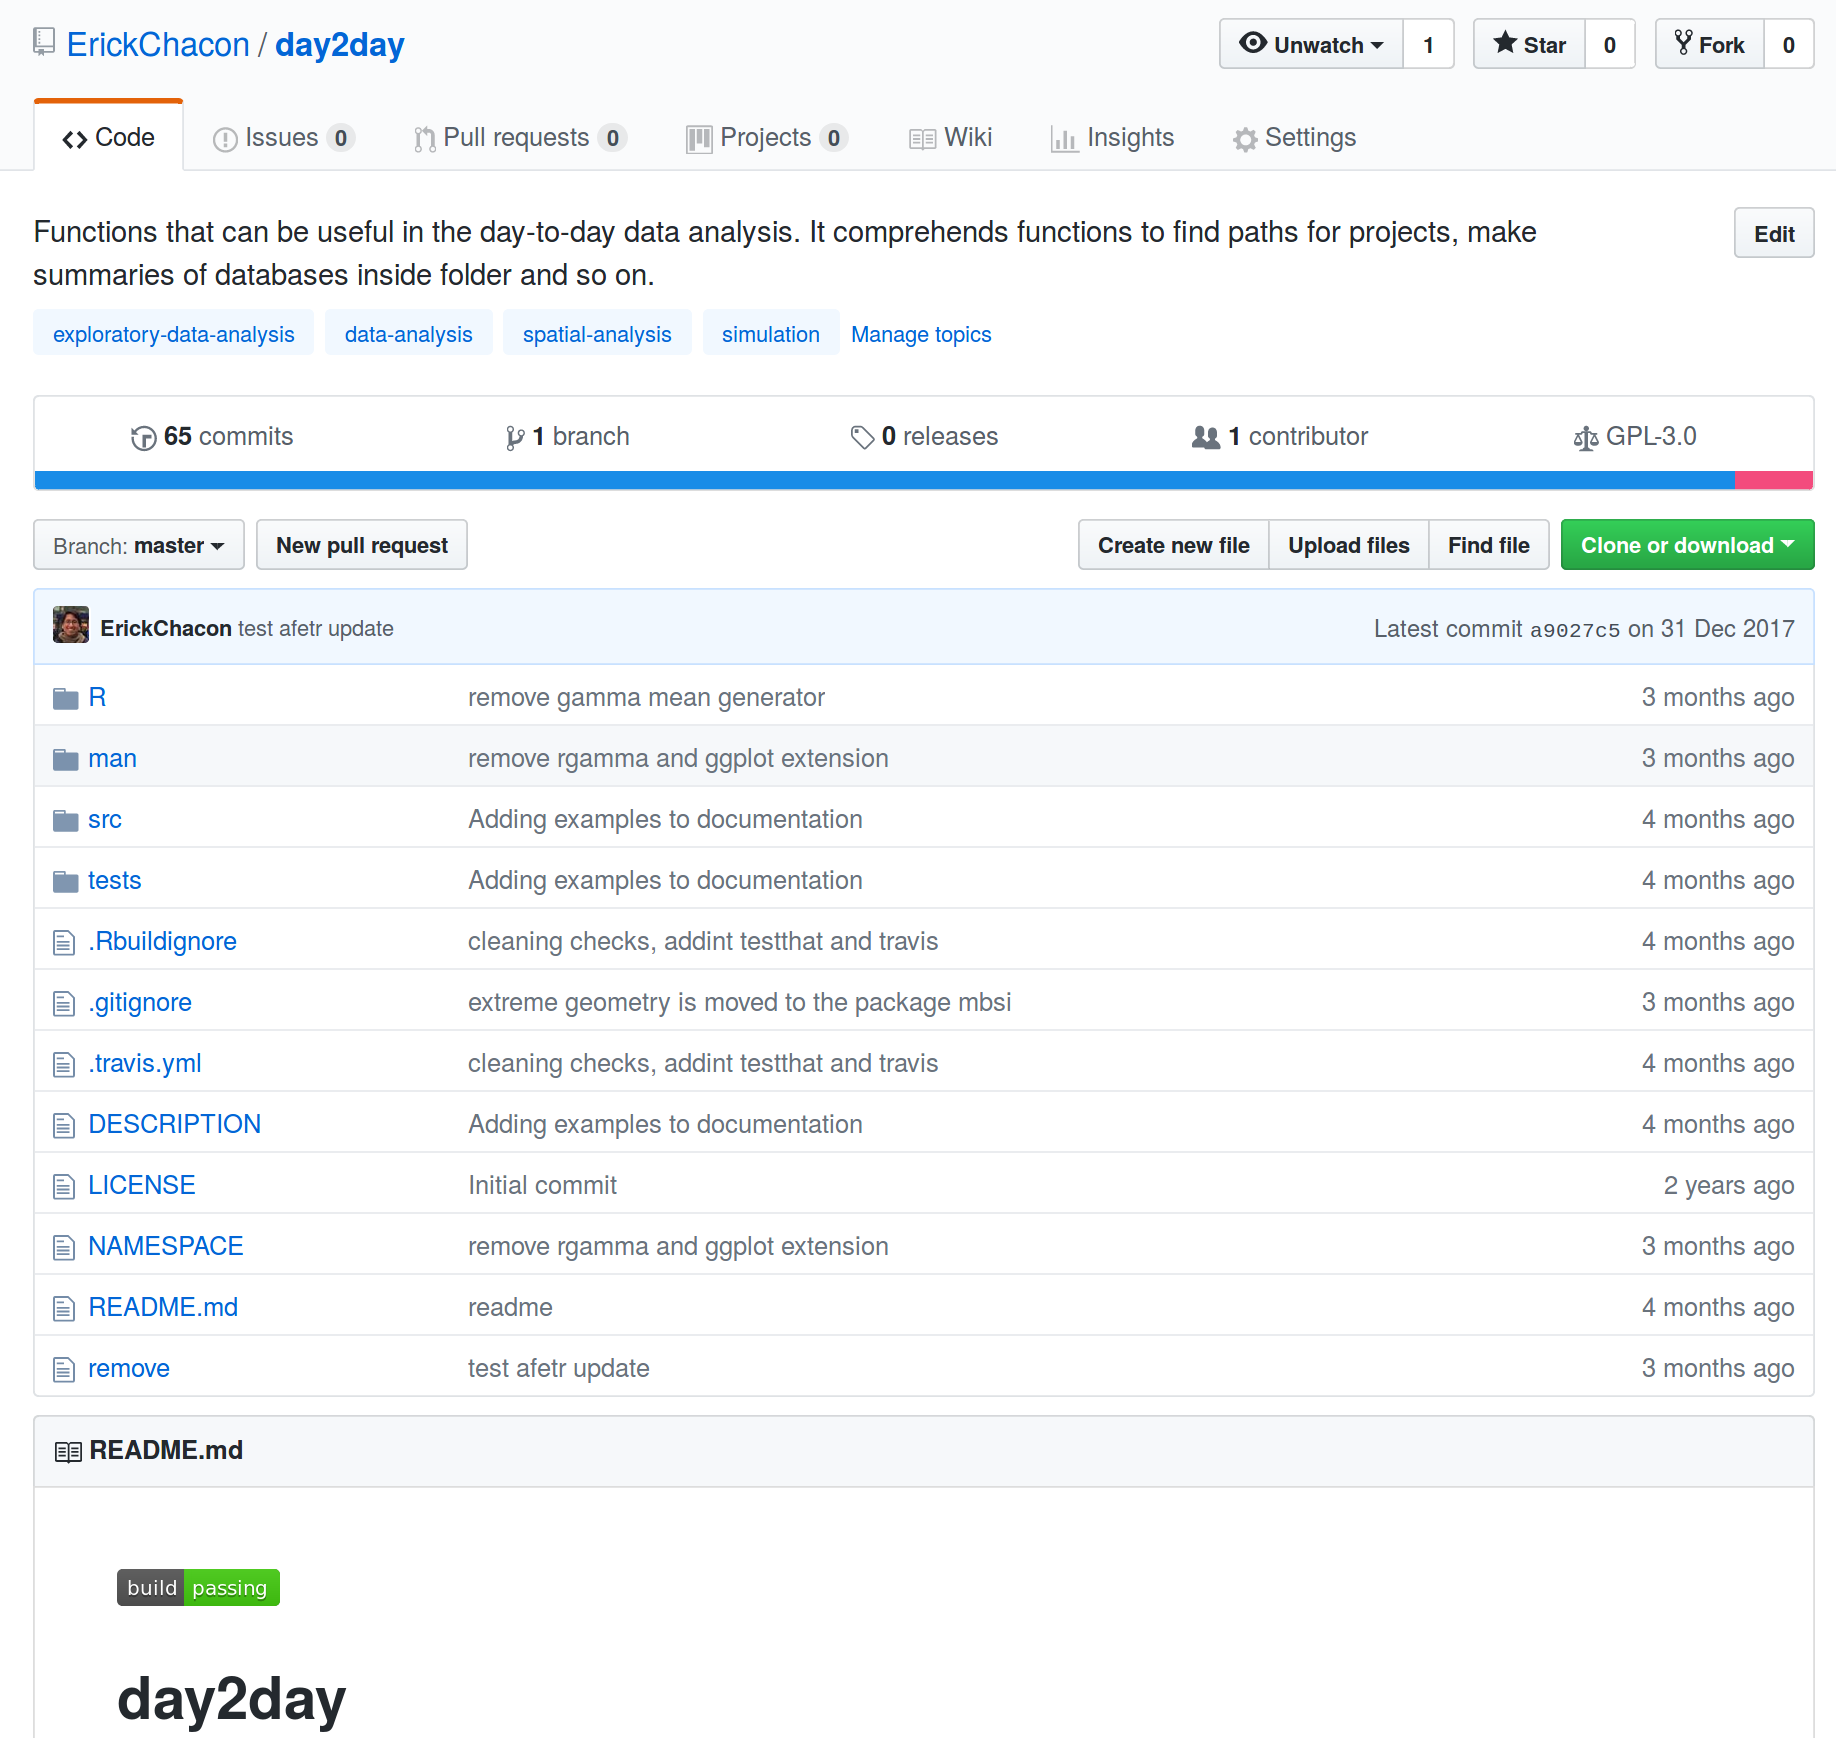 ErickChacon / day2day
Unwatch 1 Star 0 Fork 0
Code Issues 0 Pull requests 0 Projects 0 Wiki Insights Settings
Functions that can be useful in the day-to-day data analysis. It comprehends functions to find paths for projects, make
summaries of databases inside folder and so on.
Edit
exploratory-data-analysis data-analysis spatial-analysis simulation Manage topics
65 commits 1 branch 0 releases 1 contributor GPL-3.0
Branch: master New pull request Create new file Upload files Find file Clone or download
ErickChacon test afetr update Latest commit a9027c5 on 31 Dec 2017
R remove gamma mean generator 3 months ago
man remove rgamma and ggplot extension 3 months ago
src Adding examples to documentation 4 months ago
tests Adding examples to documentation 4 months ago
.Rbuildignore cleaning checks, addint testthat and travis 4 months ago
.gitignore extreme geometry is moved to the package mbsi 3 months ago
.travis.yml cleaning checks, addint testthat and travis 4 months ago
DESCRIPTION Adding examples to documentation 4 months ago
LICENSE Initial commit 2 years ago
NAMESPACE remove rgamma and ggplot extension 3 months ago
README.md readme 4 months ago
remove test afetr update 3 months ago
README.md
build passing
day2day